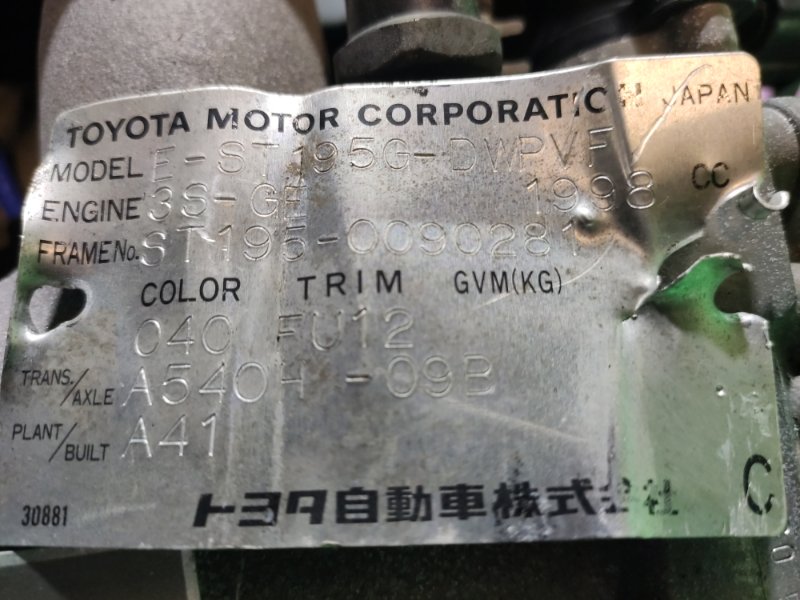 TOYOTA MOTOR CORPORATION JAPAN
MODEL E-ST195G-DWPVF
ENGINE 3S-GE 1998 CC
FRAME No. ST195-0090281
COLOR TRIM GVM(KG)
040 FU12
TRANS./AXLE A540H -09B
PLANT/BUILT A41
30881 トヨタ自動車株式会社 C